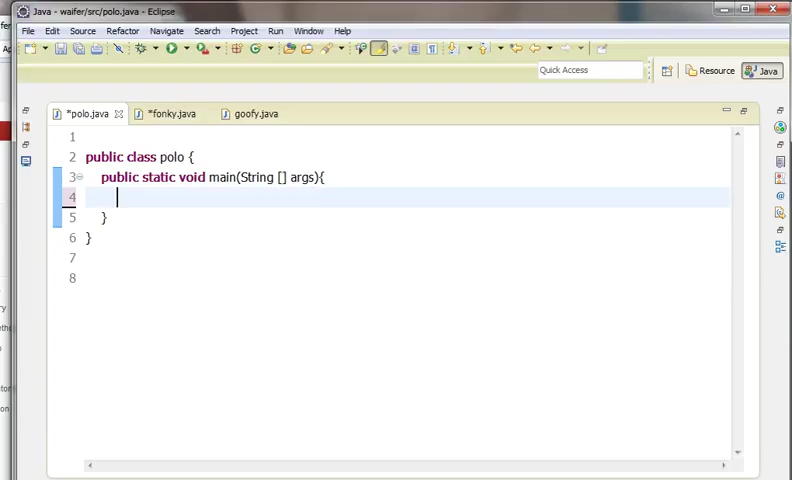 Java - waifer/src/polo.java - Eclipse
File Edit Source Refactor Navigate Search Project Run Window Help
Quick Access
Resource
Java
*polo.java
*fonky.java
goofy.java
1
2 public class polo {
3 public static void main(String [] args){
4
5 }
6 }
7
8